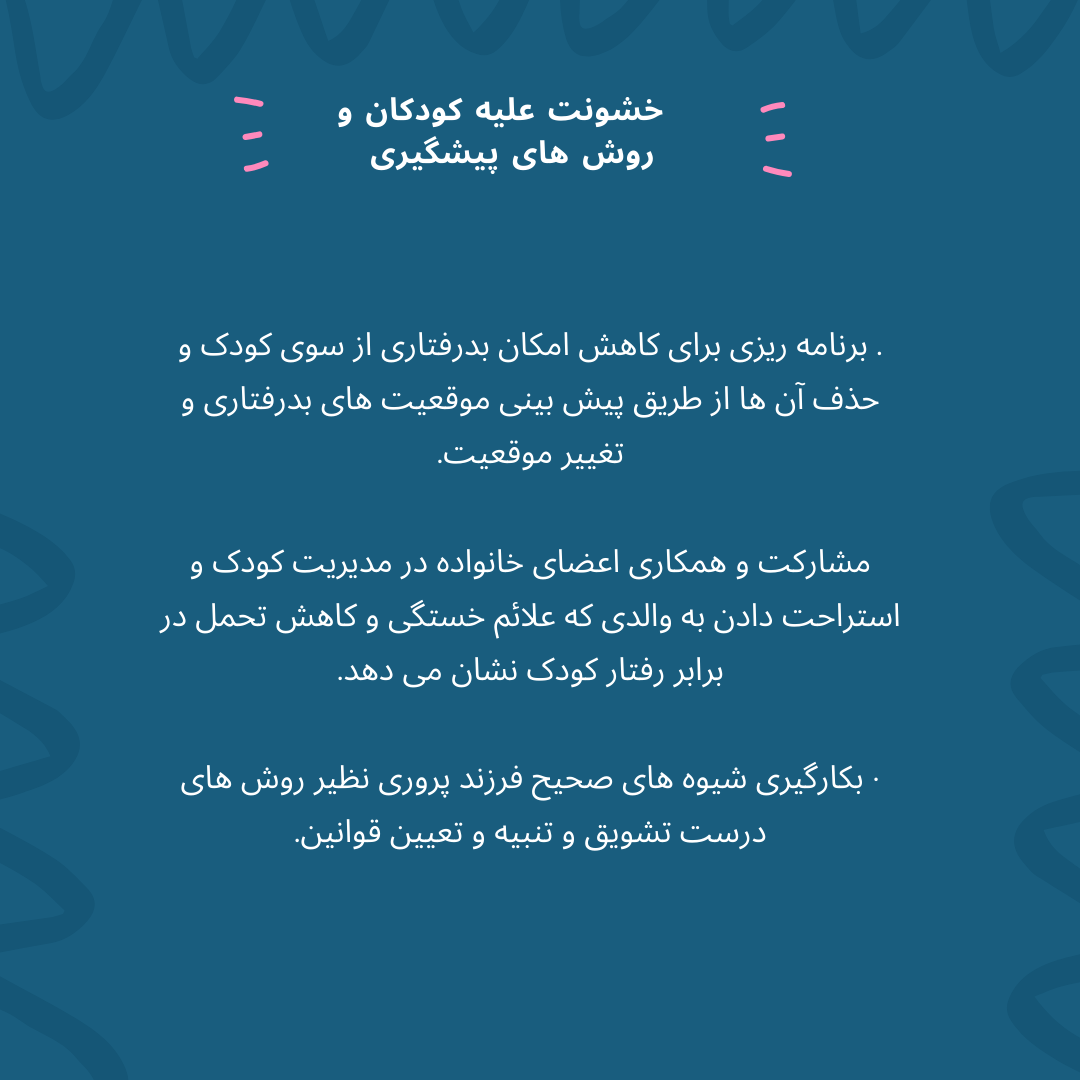 خشونت علیه کودکان و
روش های پیشگیری
. برنامه ریزی برای کاهش امکان بدرفتاری از سوی کودک و
حذف آن ها از طریق پیش بینی موقعیت های بدرفتاری و
تغییر موقعیت.
مشارکت و همکاری اعضای خانواده در مدیریت کودک و
استراحت دادن به والدی که علائم خستگی و کاهش تحمل در
برابر رفتار کودک نشان می دهد.
· بکارگیری شیوه های صحیح فرزند پروری نظیر روش های
درست تشویق و تنبیه و تعیین قوانین.